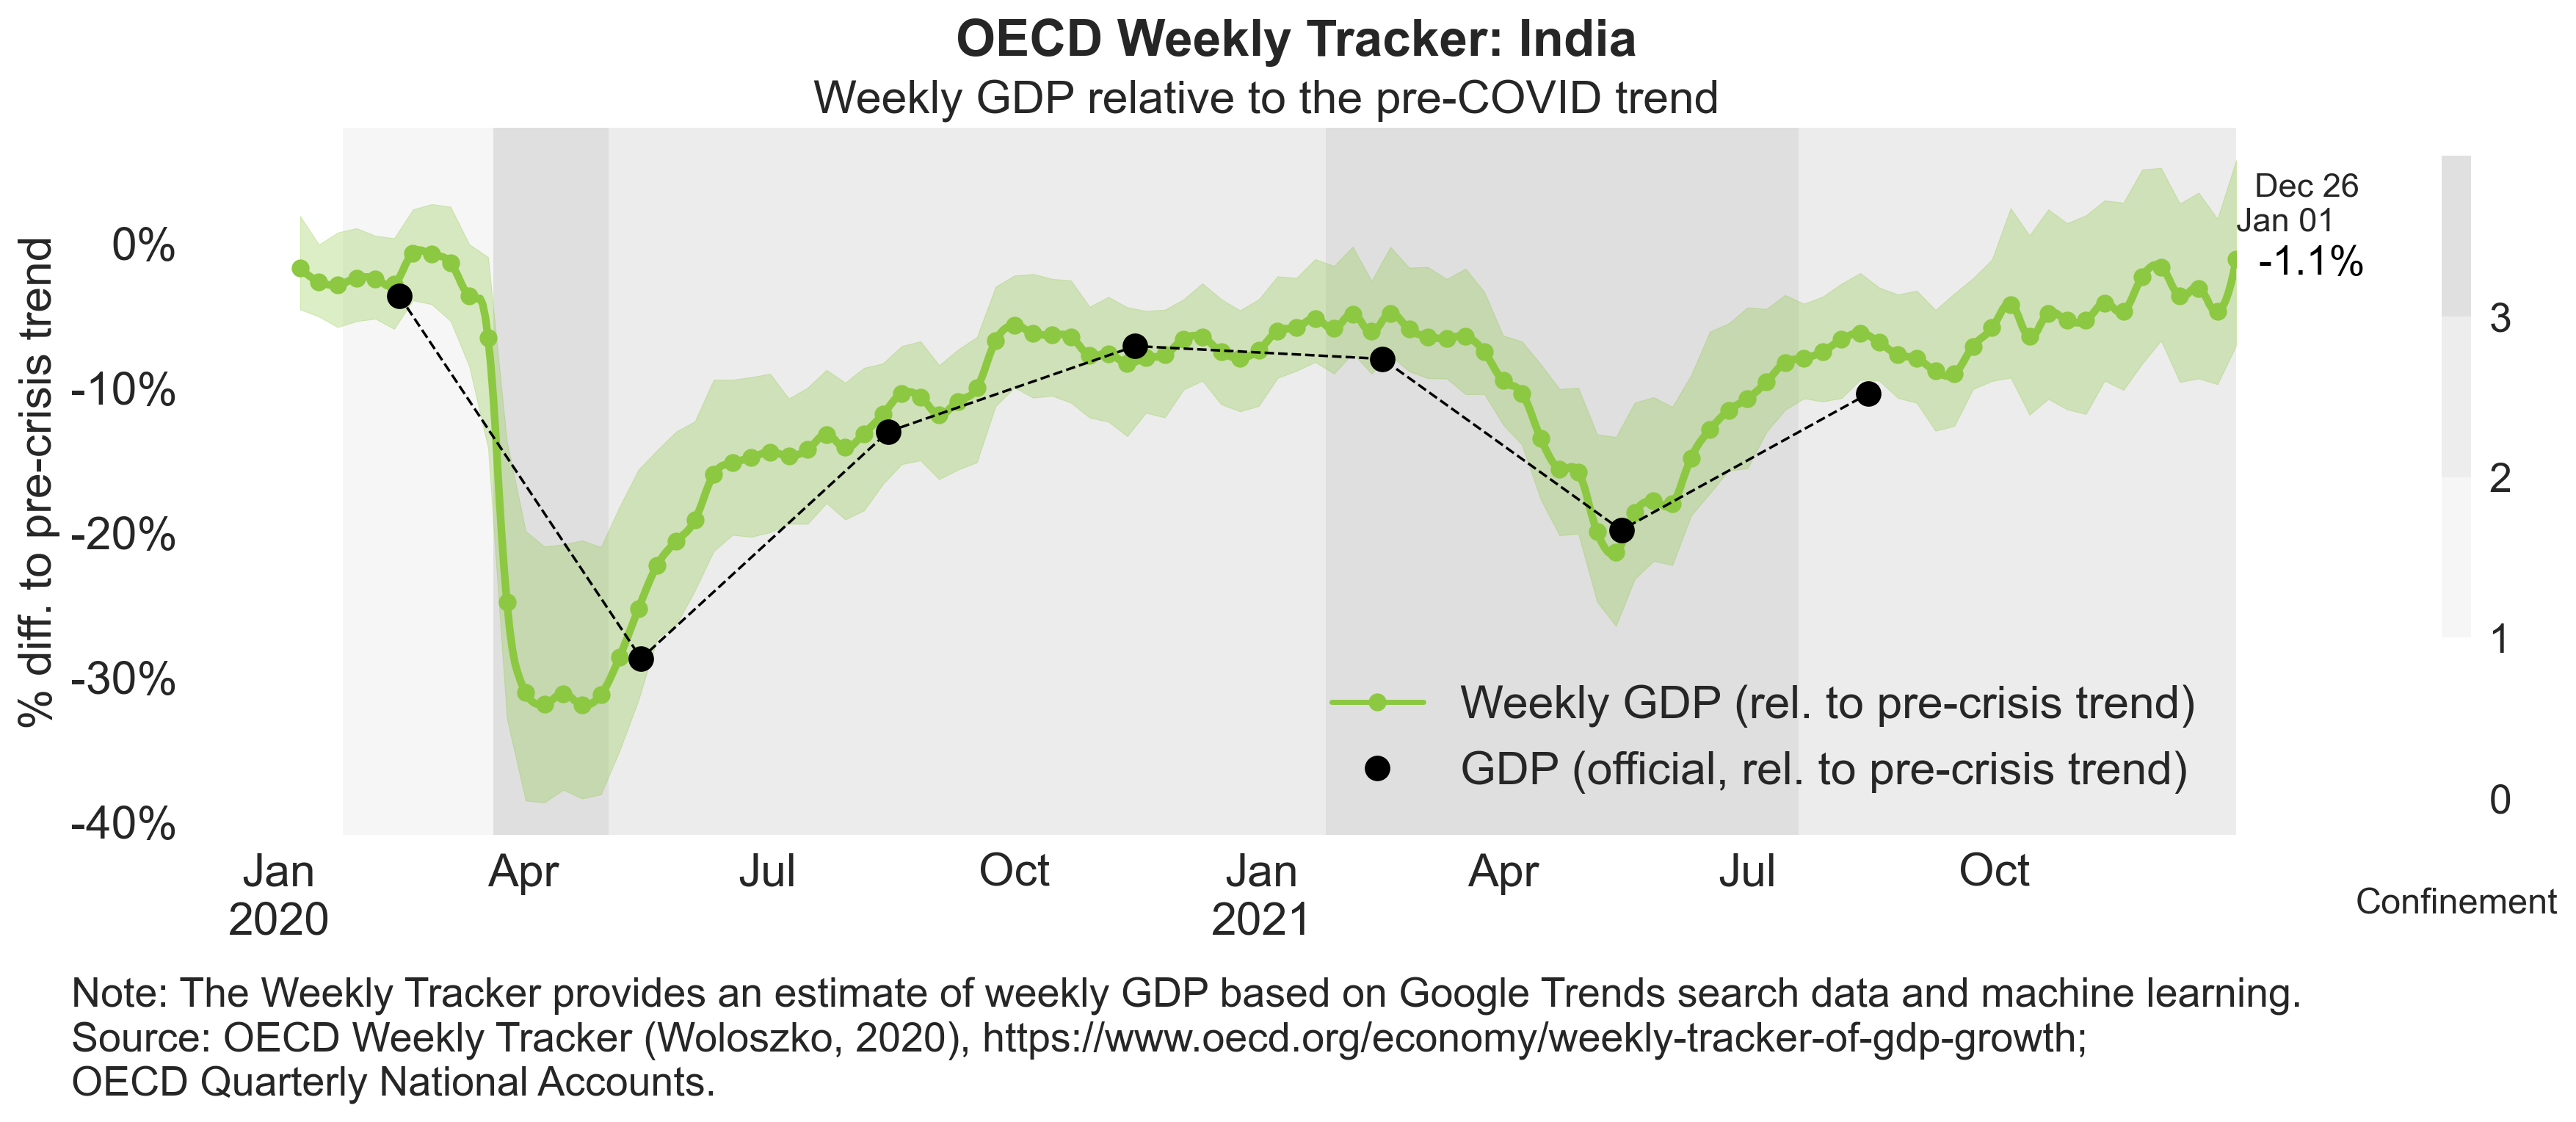 OECD Weekly Tracker: India
Weekly GDP relative to the pre-COVID trend
% diff. to pre-crisis trend
0%
-10%
-20%
-30%
-40%
Dec 26
Jan 01
-1.1%
3
2
1
0
Confinement
Weekly GDP (rel. to pre-crisis trend)
GDP (official, rel. to pre-crisis trend)
Jan Apr Jul Oct Jan Apr Jul Oct
2020 2021
Note: The Weekly Tracker provides an estimate of weekly GDP based on Google Trends search data and machine learning.
Source: OECD Weekly Tracker (Woloszko, 2020), https://www.oecd.org/economy/weekly-tracker-of-gdp-growth;
OECD Quarterly National Accounts.